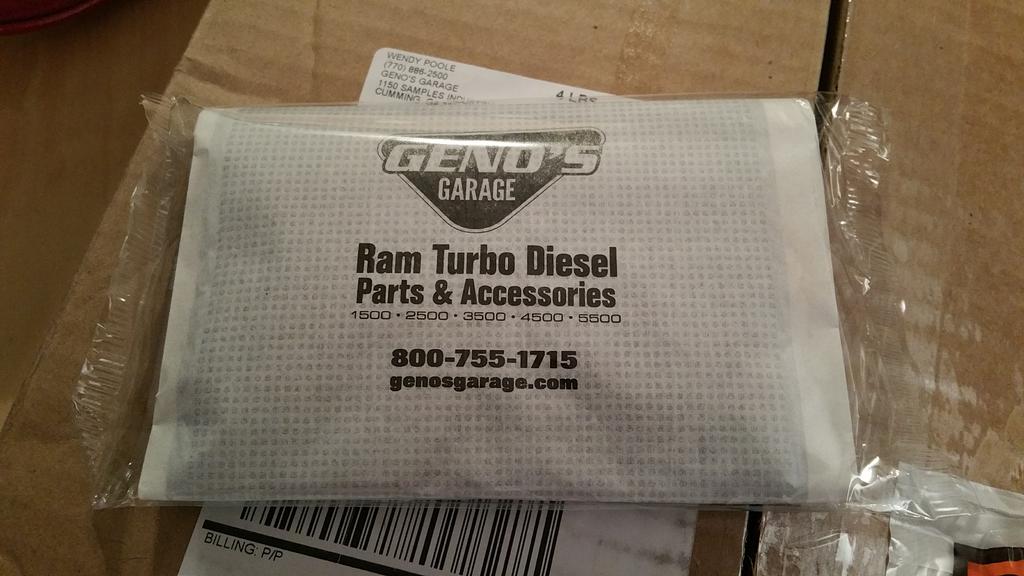 WENDY POOLE
(770) 886-2500
GENO'S GARAGE
1150 SAMPLES
CUMMING,
4 LBS
GENO'S
GARAGE
Ram Turbo Diesel
Parts & Accessories
1500 • 2500 • 3500 • 4500 • 5500
800-755-1715
genosgarage.com
BILLING: P/P